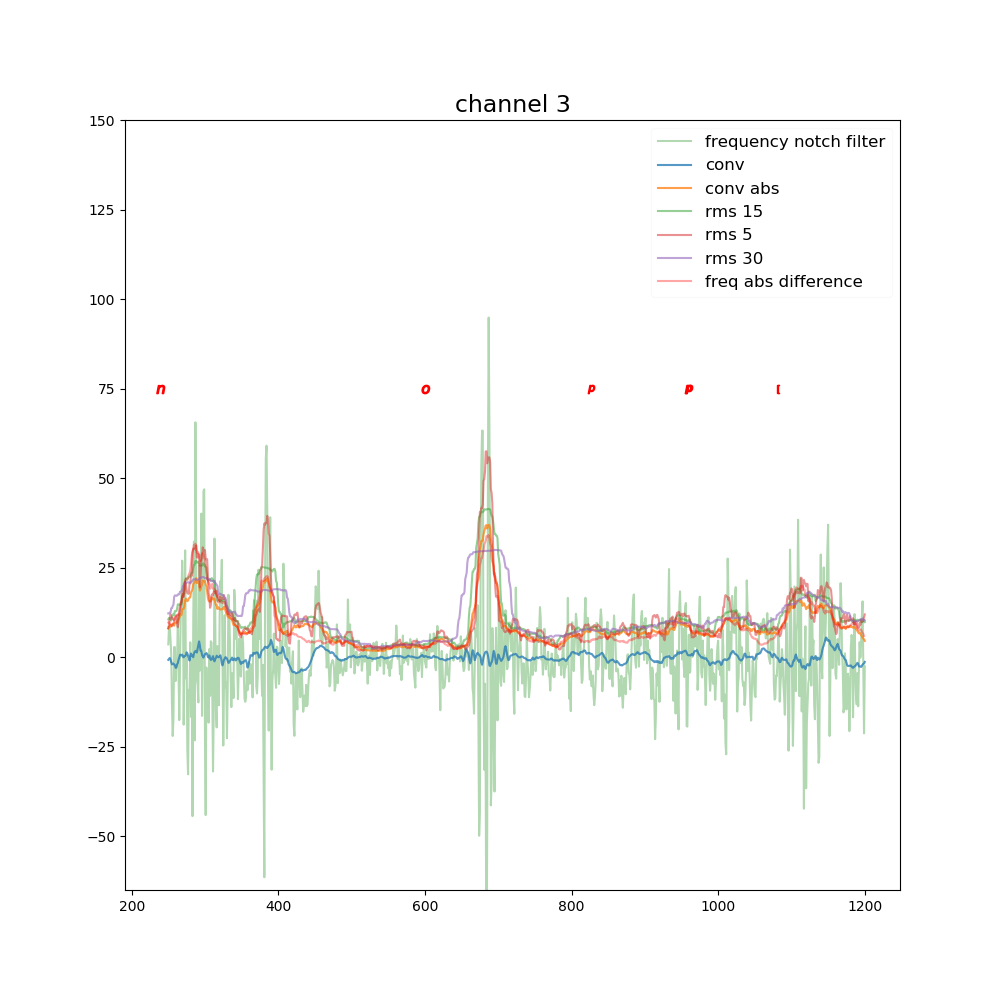 channel 3
150
125
100
75
50
25
0
−25
−50
frequency notch filter
conv
conv abs
rms 15
rms 5
rms 30
freq abs difference
n o p p
200 400 600 800 1000 1200